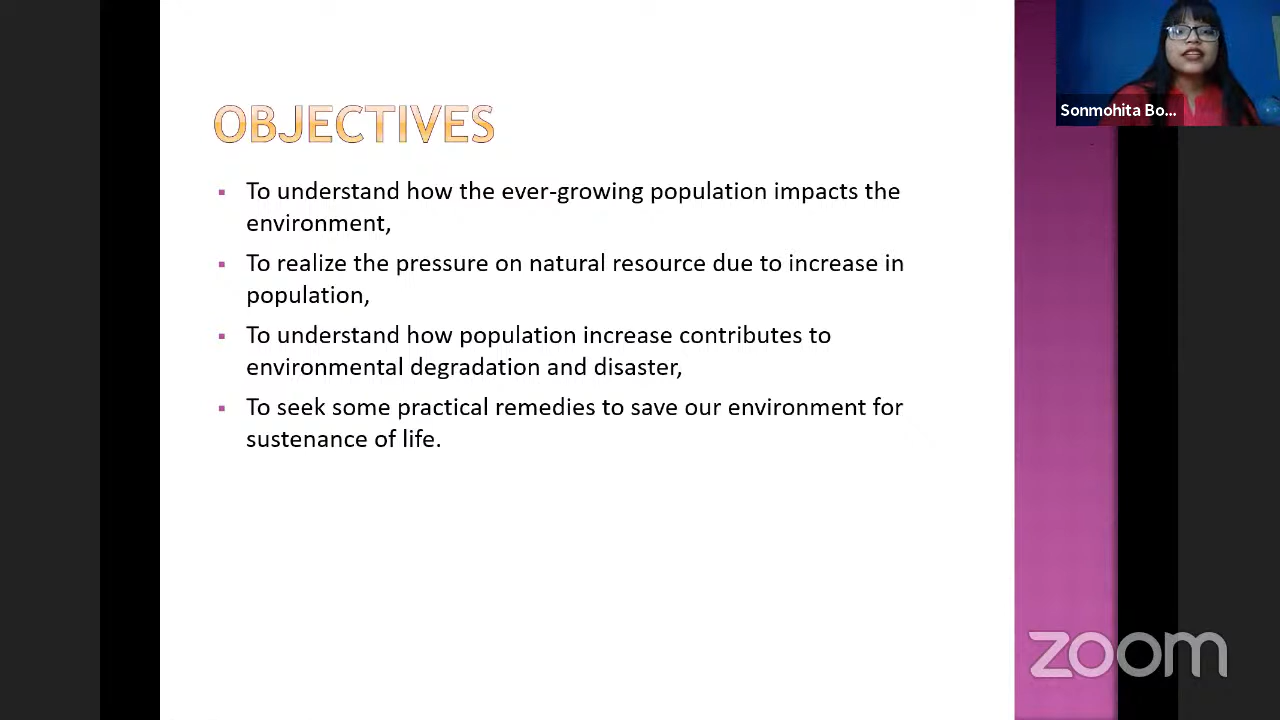 OBJECTIVES
▪ To understand how the ever-growing population impacts the
environment,
▪ To realize the pressure on natural resource due to increase in
population,
▪ To understand how population increase contributes to
environmental degradation and disaster,
▪ To seek some practical remedies to save our environment for
sustenance of life.
Sonmohita Bo...
zoom